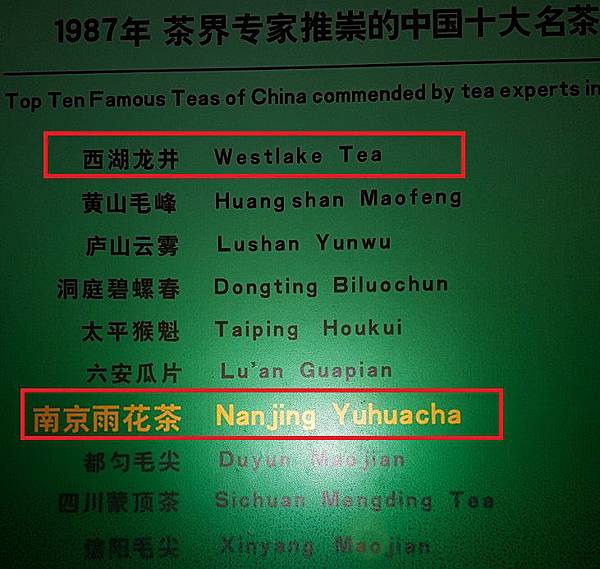 1987年 茶界专家推崇的中国十大名茶
Top Ten Famous Teas of China commended by tea experts in
西湖龙井 Westlake Tea
黄山毛峰 Huangshan Maofeng
庐山云雾 Lushan Yunwu
洞庭碧螺春 Dongting Biluochun
太平猴魁 Taiping Houkui
六安瓜片 Lu'an Guapian
南京雨花茶 Nanjing Yuhuacha
都匀毛尖 Duyun Maojian
四川蒙顶茶 Sichuan Mengding Tea
信阳毛尖 Xinyang Maojian